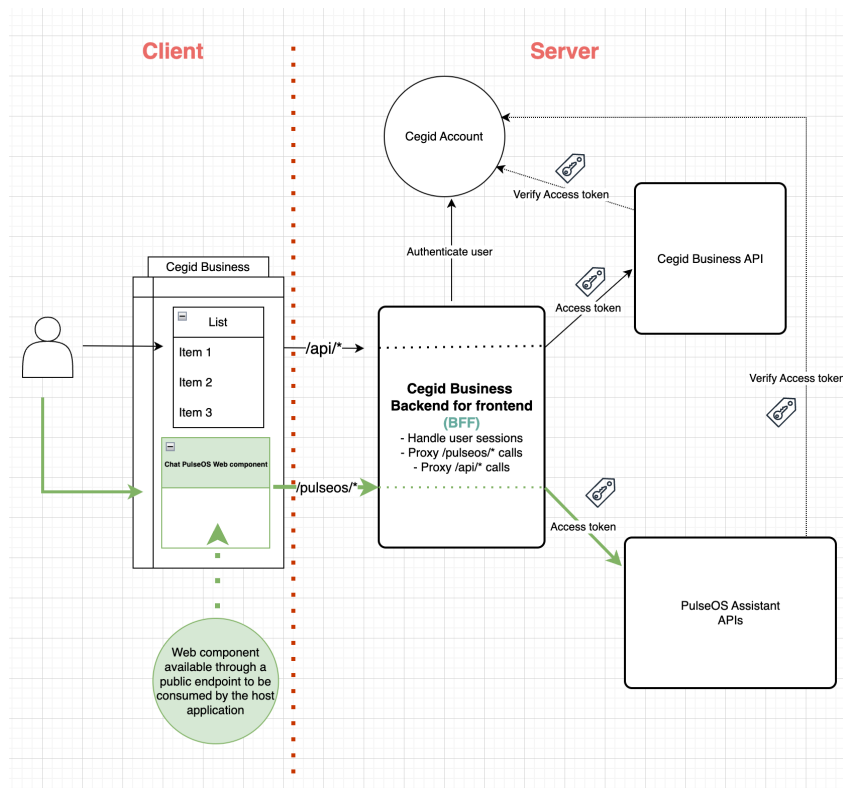 Client
Server
Cegid Account
Verify Access token
Cegid Business API
Authenticate user
Cegid Business
List
Item 1
Item 2
Item 3
Chat PulseOS Web component
/api/*
/pulseos/*
Access token
Cegid Business
Backend for frontend
(BFF)
- Handle user sessions
- Proxy /pulseos/* calls
- Proxy /api/* calls
Verify Access token
Access token
PulseOS Assistant
APIs
Web component
available through a
public endpoint to be
consumed by the host
application